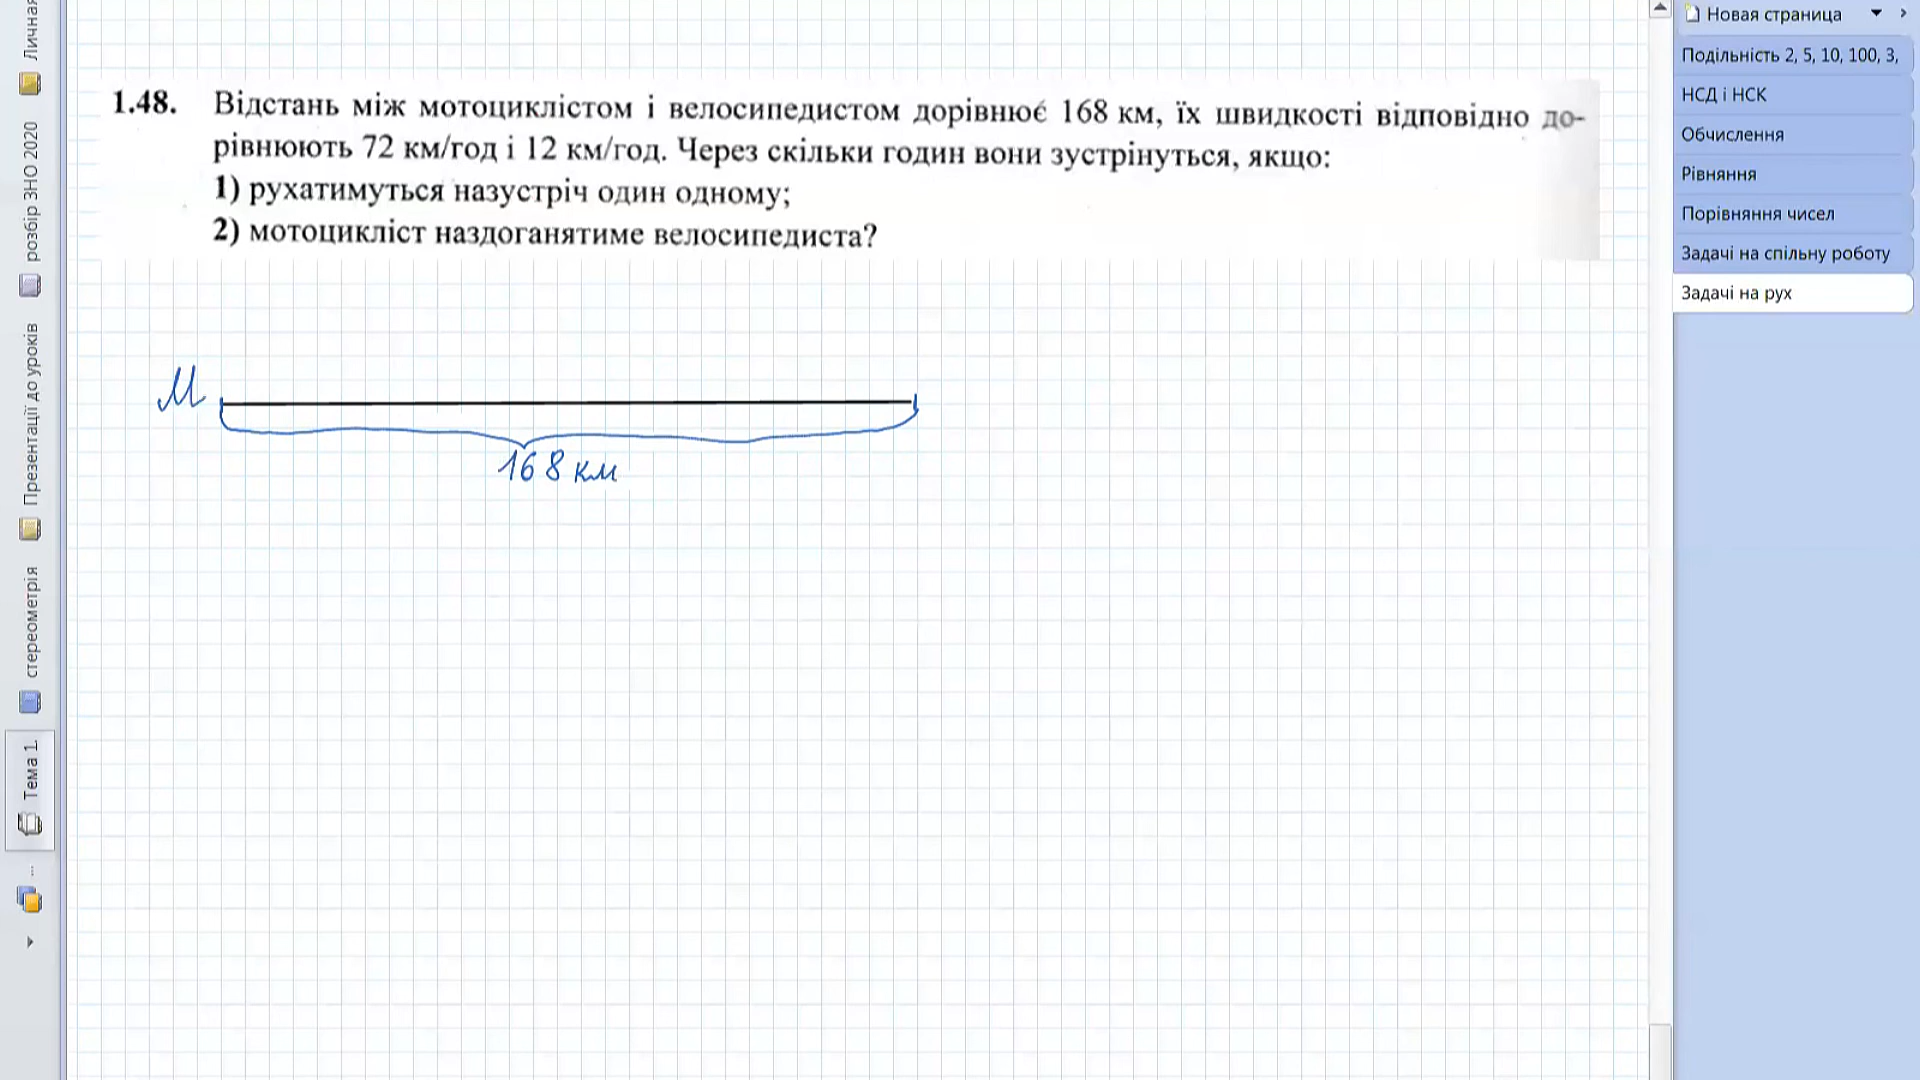 Личная
розбір ЗНО 2020
Презентації до уроків
стереометрія
Тема 1.
...
1.48. Відстань між мотоциклістом і велосипедистом дорівнює 168 км, їх швидкості відповідно до-
рівнюють 72 км/год і 12 км/год. Через скільки годин вони зустрінуться, якщо:
1) рухатимуться назустріч один одному;
2) мотоцикліст наздоганятиме велосипедиста?
М
168 км
Новая страница
Подільність 2, 5, 10, 100, 3,
НСД і НСК
Обчислення
Рівняння
Порівняння чисел
Задачі на спільну роботу
Задачі на рух